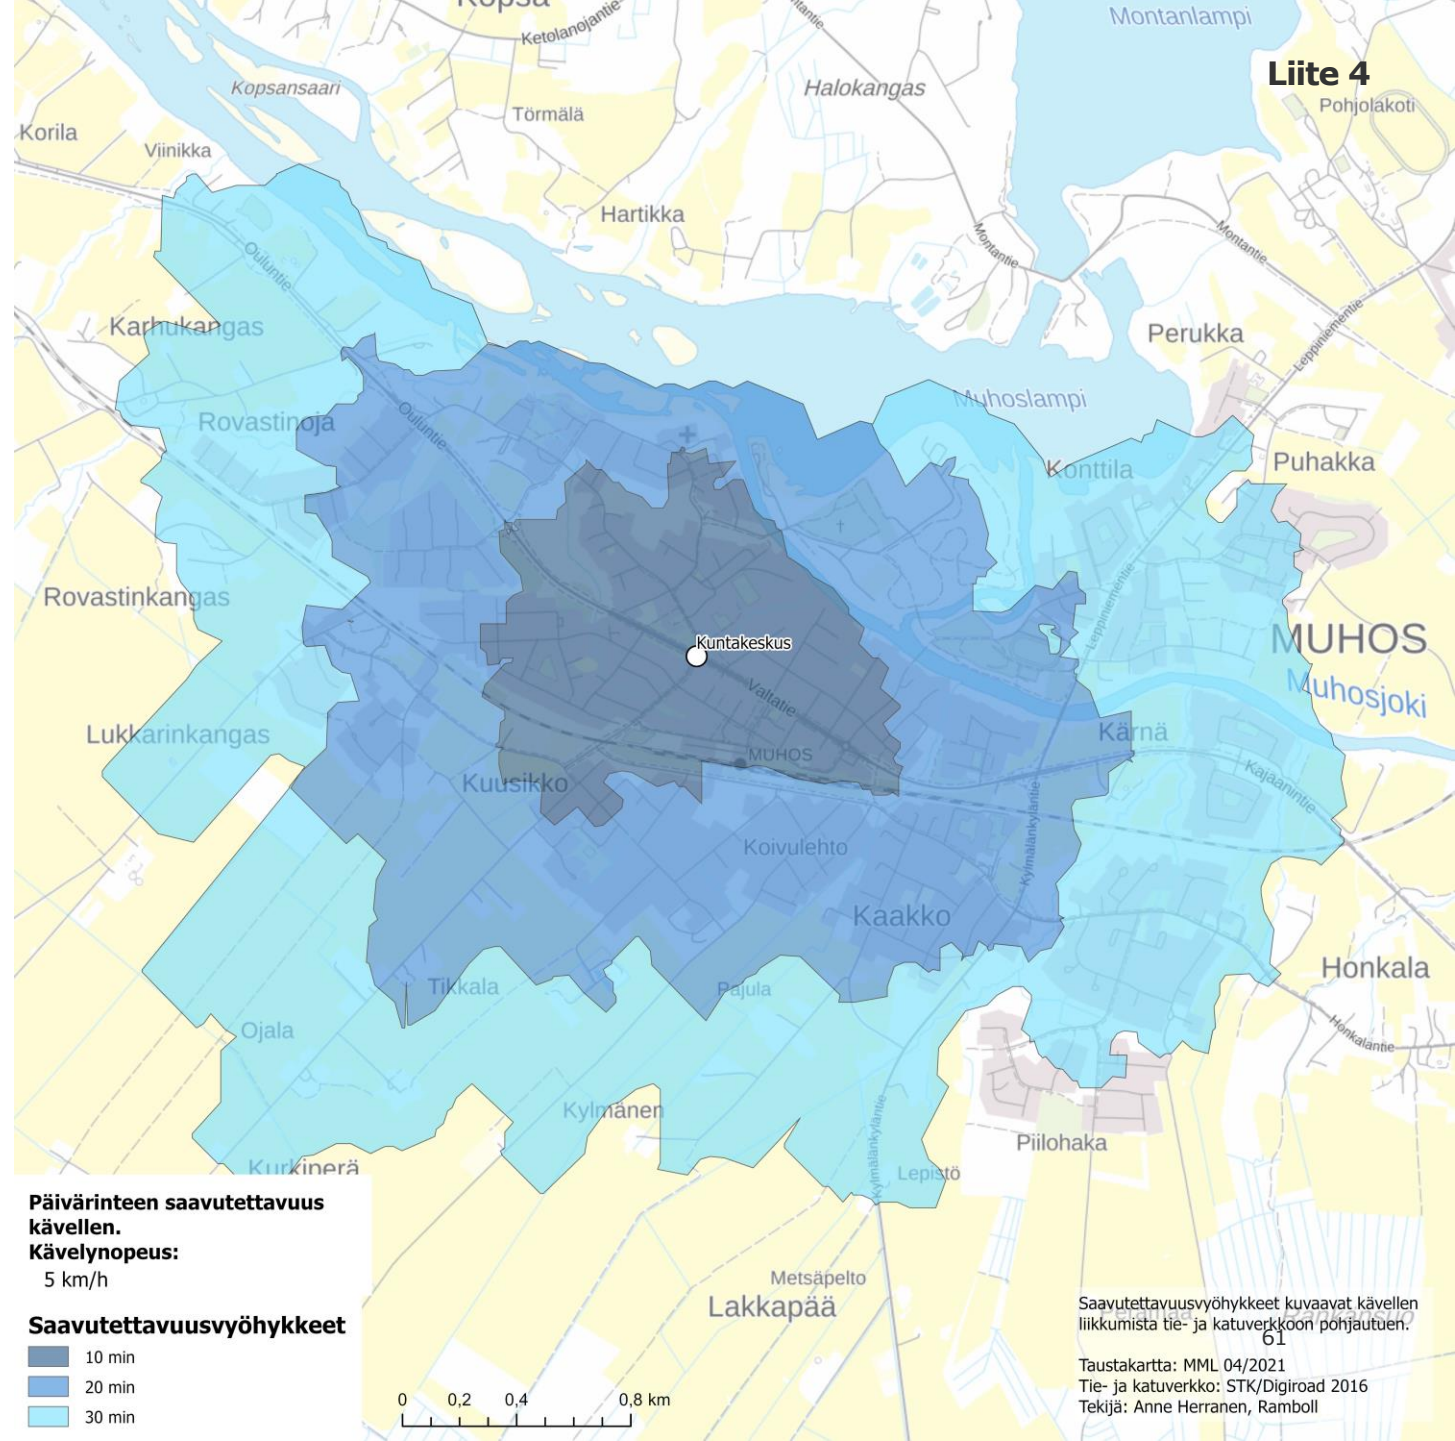 Kopsa
Ketolanojantie
Montanlampi
Liite 4
Kopsansaari
Halokangas
Törmälä
Pohjolakoti
Korila
Viinikka
Hartikka
Montantie
Montantie
Ouluntie
Karhukangas
Perukka
Leppiniementie
Muhoslampi
Rovastinoja
Ouluntie
Konttila
Puhakka
Leppiniementie
Rovastinkangas
Kuntakeskus
MUHOS
Muhosjoki
Valtatie
Lukkarinkangas
Kärnä
MUHOS
Kuusikko
Kajaanintie
Kylmälänkyläntie
Koivulehto
Kaakko
Honkala
Tikkala
Pajula
Ojala
Honkalantie
Kylmänen
Kylmälänkyläntie
Piilohaka
Kurkiperä
Lepistö
Päivärinteen saavutettavuus
kävellen.
Kävelynopeus:
5 km/h
Saavutettavuusvyöhykkeet
10 min
20 min
30 min
Metsäpelto
Lakkapää
0 0,2 0,4 0,8 km
Saavutettavuusvyöhykkeet kuvaavat kävellen
liikkumista tie- ja katuverkkoon pohjautuen.
61
Taustakartta: MML 04/2021
Tie- ja katuverkko: STK/Digiroad 2016
Tekijä: Anne Herranen, Ramboll